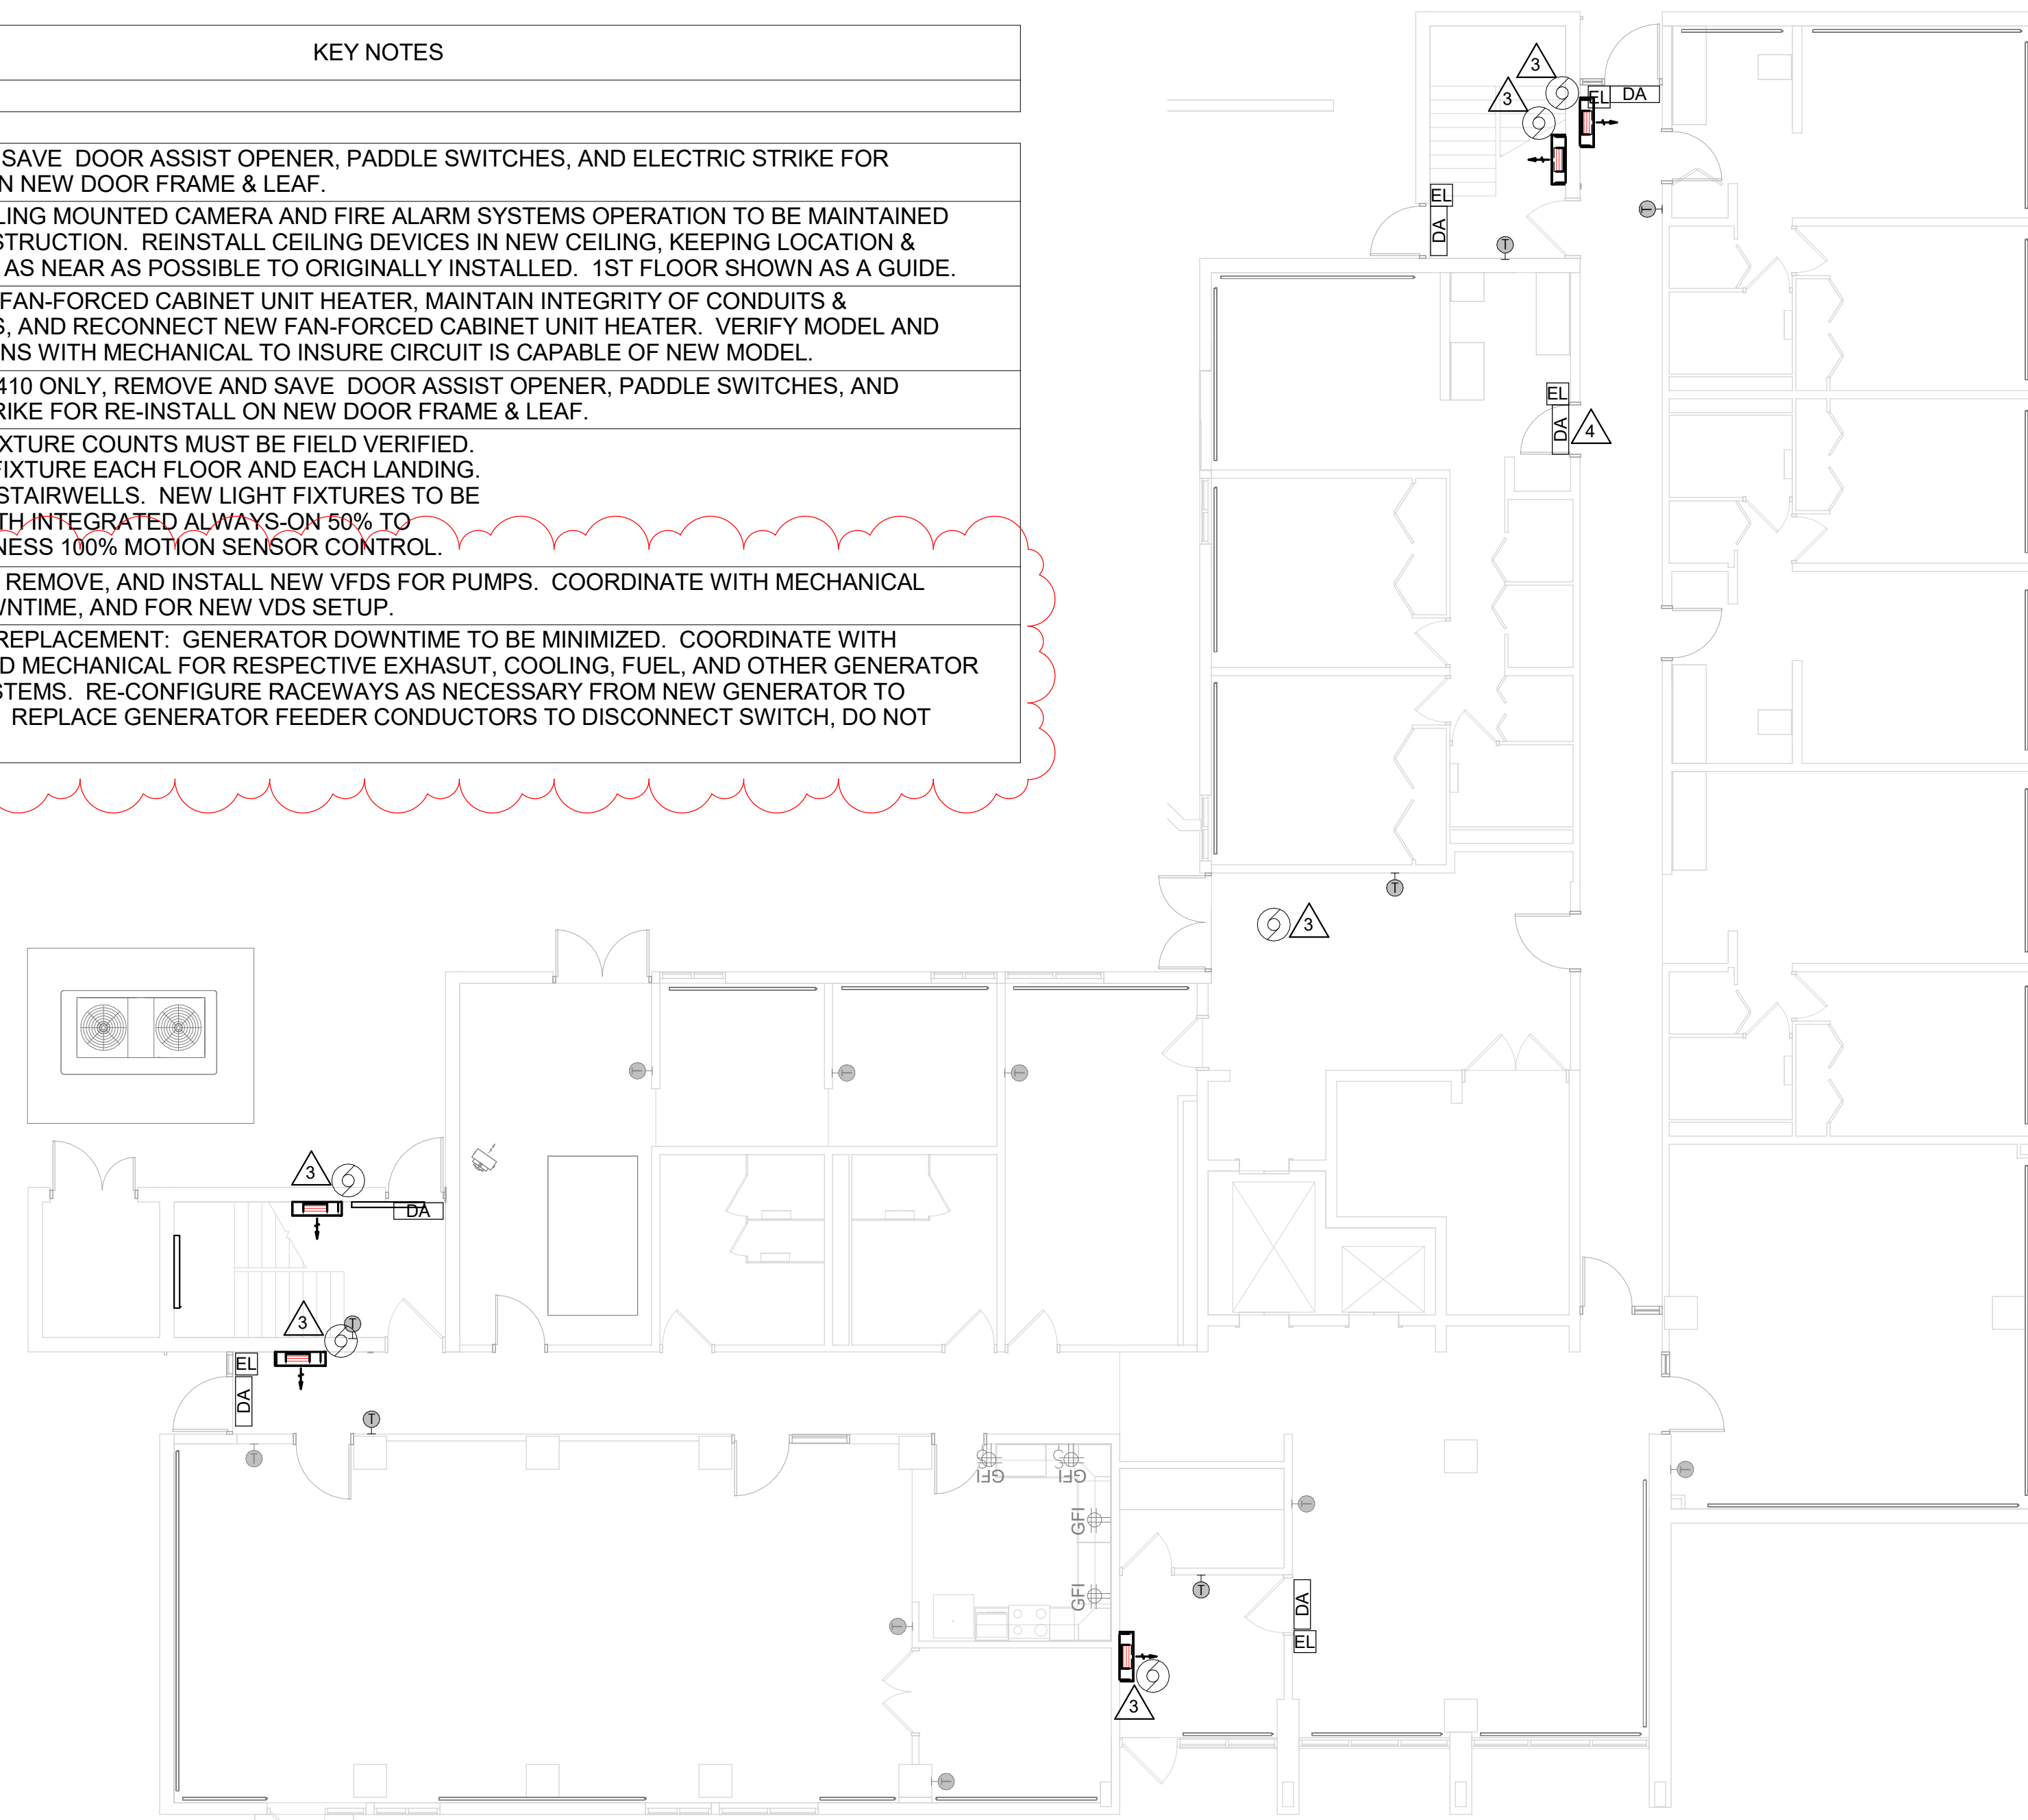 KEY NOTES
SAVE DOOR ASSIST OPENER, PADDLE SWITCHES, AND ELECTRIC STRIKE FOR
N NEW DOOR FRAME & LEAF.
LING MOUNTED CAMERA AND FIRE ALARM SYSTEMS OPERATION TO BE MAINTAINED
STRUCTION. REINSTALL CEILING DEVICES IN NEW CEILING, KEEPING LOCATION &
AS NEAR AS POSSIBLE TO ORIGINALLY INSTALLED. 1ST FLOOR SHOWN AS A GUIDE.
FAN-FORCED CABINET UNIT HEATER, MAINTAIN INTEGRITY OF CONDUITS &
S, AND RECONNECT NEW FAN-FORCED CABINET UNIT HEATER. VERIFY MODEL AND
NS WITH MECHANICAL TO INSURE CIRCUIT IS CAPABLE OF NEW MODEL.
410 ONLY, REMOVE AND SAVE DOOR ASSIST OPENER, PADDLE SWITCHES, AND
RIKE FOR RE-INSTALL ON NEW DOOR FRAME & LEAF.
IXTURE COUNTS MUST BE FIELD VERIFIED.
FIXTURE EACH FLOOR AND EACH LANDING.
STAIRWELLS. NEW LIGHT FIXTURES TO BE
TH INTEGRATED ALWAYS-ON 50% TO
NESS 100% MOTION SENSOR CONTROL.
REMOVE, AND INSTALL NEW VFDS FOR PUMPS. COORDINATE WITH MECHANICAL
WNTIME, AND FOR NEW VDS SETUP.
REPLACEMENT: GENERATOR DOWNTIME TO BE MINIMIZED. COORDINATE WITH
D MECHANICAL FOR RESPECTIVE EXHASUT, COOLING, FUEL, AND OTHER GENERATOR
STEMS. RE-CONFIGURE RACEWAYS AS NECESSARY FROM NEW GENERATOR TO
REPLACE GENERATOR FEEDER CONDUCTORS TO DISCONNECT SWITCH, DO NOT
3
3
EL DA
EL
DA
T
T
EL
DA
4
T
3
T
T
T
3
DA
3
T
EL
DA
T
T
GFI
GFI
GFI
GFI
T
T
T
T
DA
EL
3
T
T